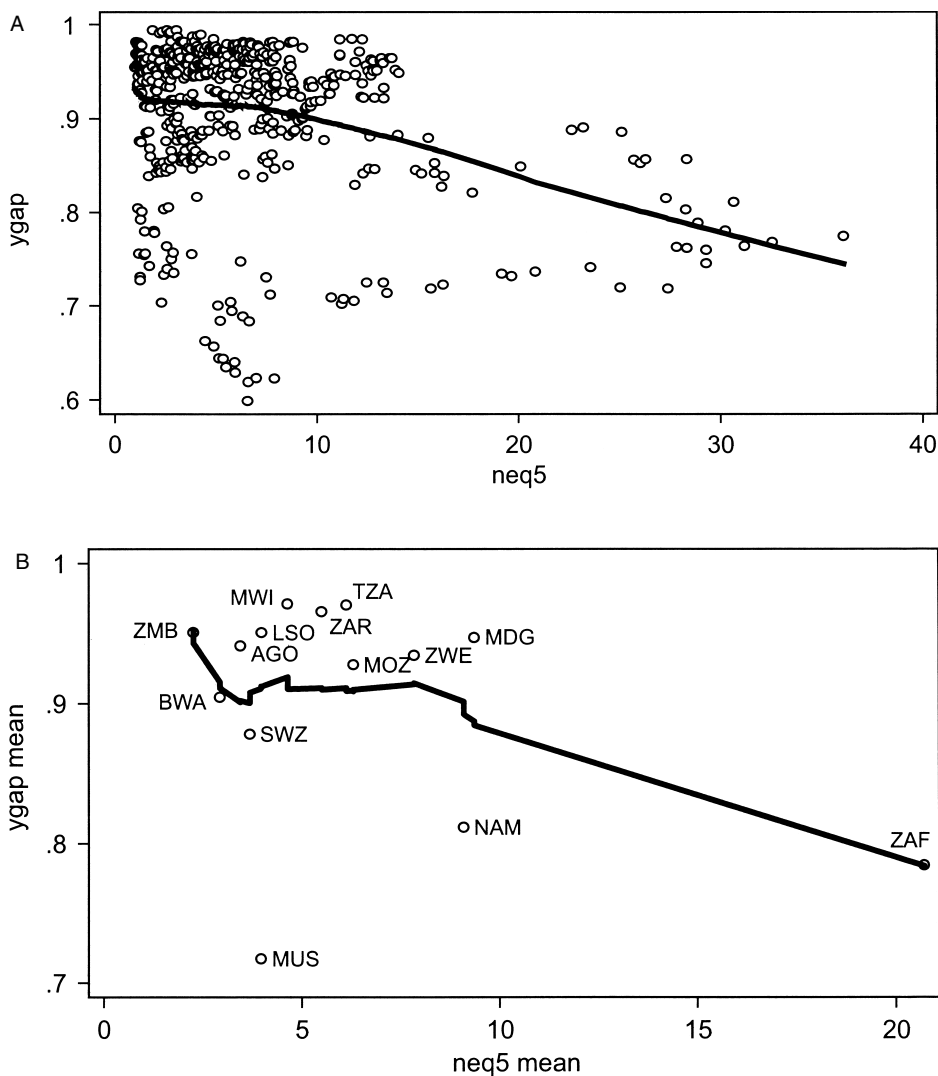 A
1
.9
.8
.7
.6
ygap
0 10 20 30 40
neq5
B
1
.9
.8
.7
ygap mean
MWI
TZA
ZMB
LSO
ZAR
MDG
AGO
MOZ
ZWE
BWA
SWZ
NAM
ZAF
MUS
0 5 10 15 20
neq5 mean